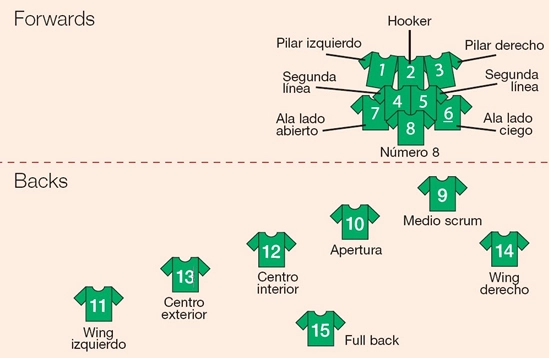 Forwards
Hooker
Pilar izquierdo
Pilar derecho
1
2
3
Segunda
línea
Segunda
línea
4
5
7
6
Ala lado
abierto
8
Ala lado
ciego
Número 8
Backs
9
Medio scrum
10
Apertura
14
Wing
derecho
12
Centro
interior
13
Centro
exterior
11
Wing
izquierdo
15
Full back